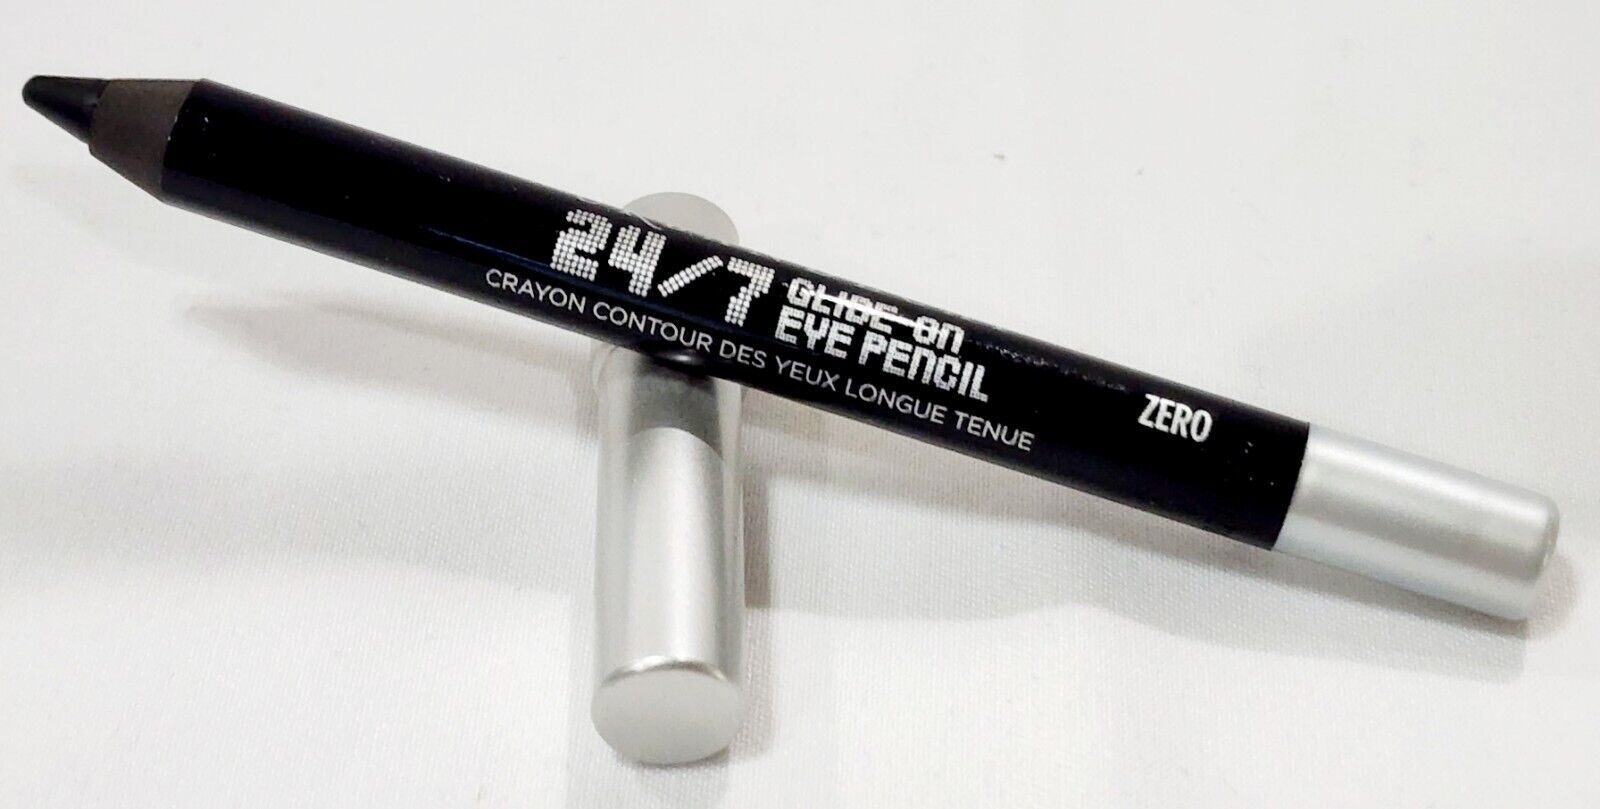 24/7 GLIDE-On
EYE PEnCIL
CRAYON CONTOUR DES YEUX LONGUE TENUE
ZERO